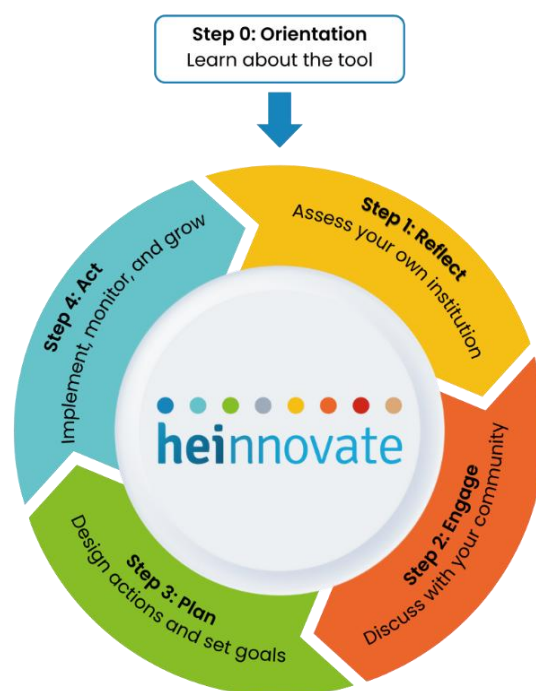 Step 0: Orientation
Learn about the tool
Step 1: Reflect
Assess your own institution
Step 2: Engage
Discuss with your community
Step 3: Plan
Design actions and set goals
Step 4: Act
Implement, monitor, and grow
heinnovate